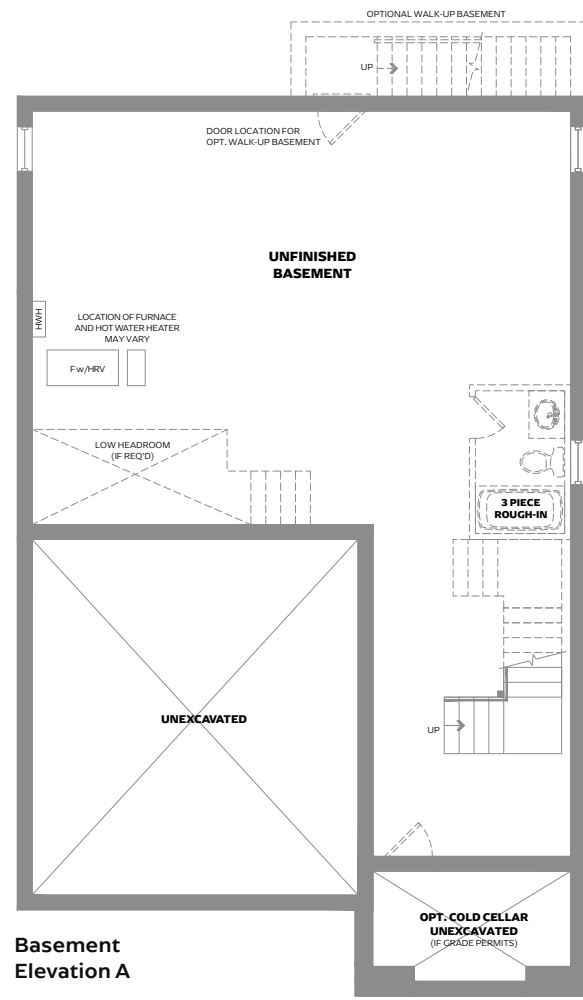 OPTIONAL WALK-UP BASEMENT
UP
DOOR LOCATION FOR
OPT. WALK-UP BASEMENT
UNFINISHED
BASEMENT
HWH
LOCATION OF FURNACE
AND HOT WATER HEATER
MAY VARY
F w/HRV
LOW HEADROOM
(IF REQ'D)
3 PIECE
ROUGH-IN
UNEXCAVATED
UP
OPT. COLD CELLAR
UNEXCAVATED
(IF GRADE PERMITS)
Basement
Elevation A